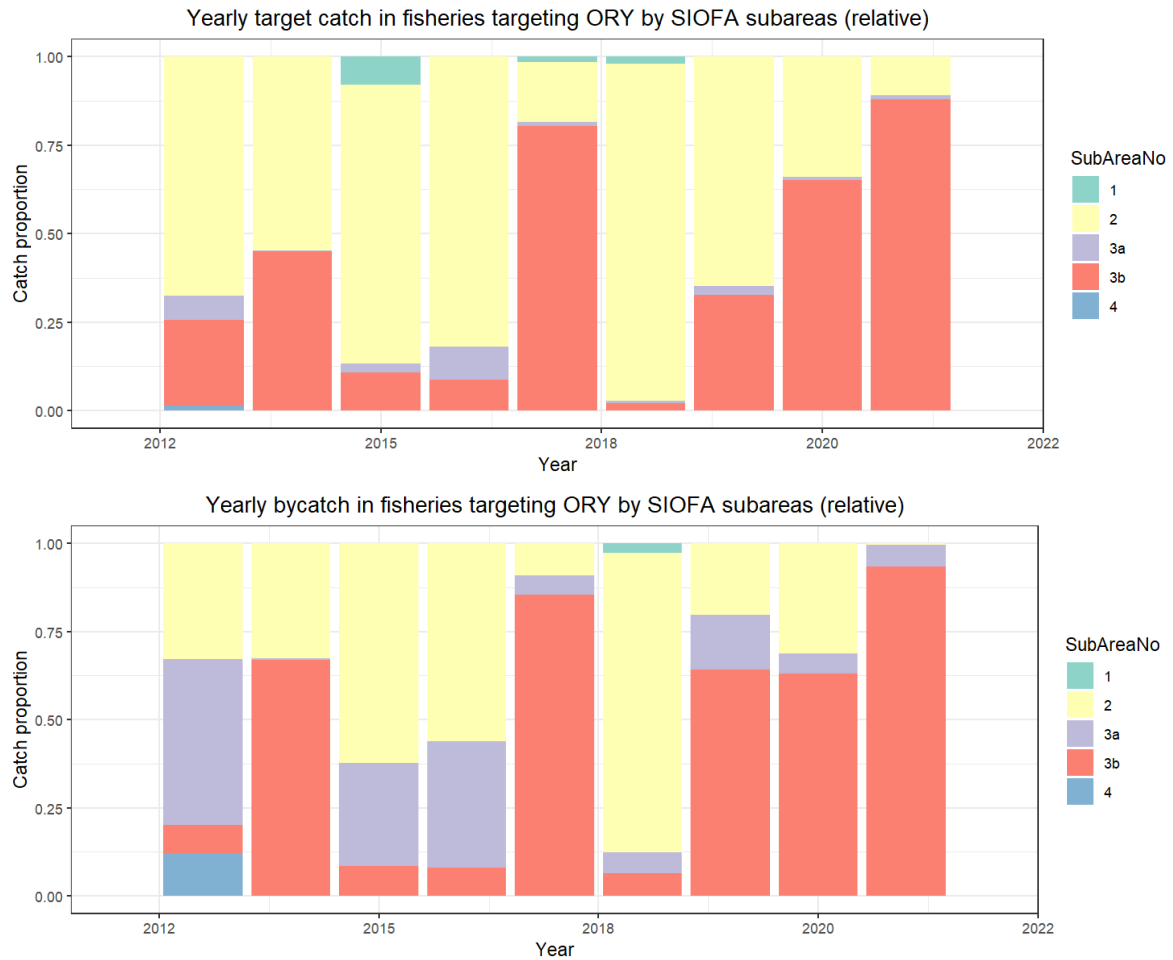 Yearly target catch in fisheries targeting ORY by SIOFA subareas (relative)
1.00
0.75
0.50
0.25
0.00
Catch proportion
2012 2015 2018 2020 2022
Year
SubAreaNo
1
2
3a
3b
4
Yearly bycatch in fisheries targeting ORY by SIOFA subareas (relative)
1.00
0.75
0.50
0.25
0.00
Catch proportion
2012 2015 2018 2020 2022
Year
SubAreaNo
1
2
3a
3b
4